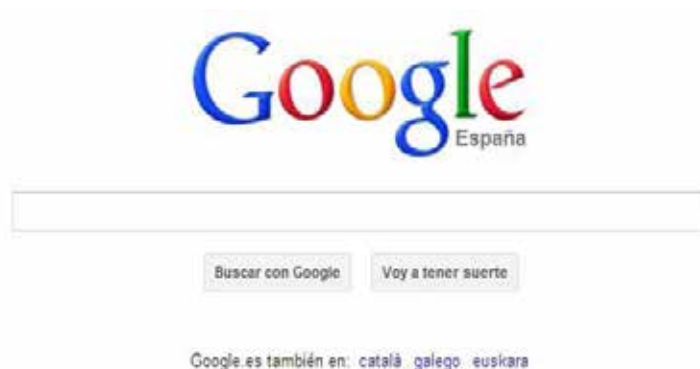 Google
España
Buscar con Google Voy a tener suerte
Google.es también en: català galego euskara